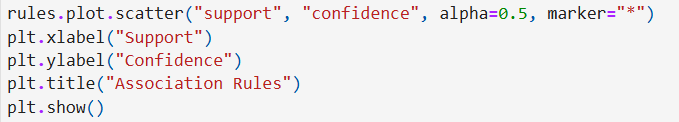 rules.plot.scatter("support", "confidence", alpha=0.5, marker="*")
plt.xlabel("Support")
plt.ylabel("Confidence")
plt.title("Association Rules")
plt.show()